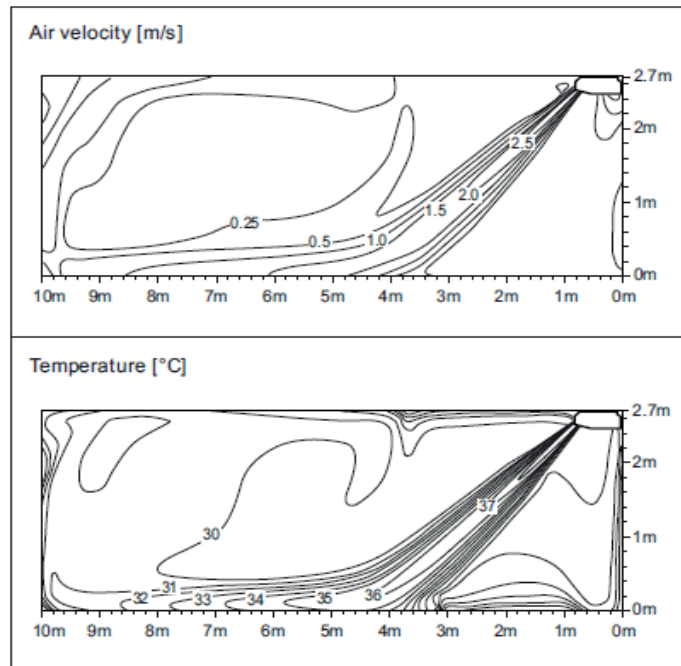 Air velocity [m/s]
2.7m
2.5
2m
2.0
1.5
1m
0.25
0.5
1.0
0m
10m 9m 8m 7m 6m 5m 4m 3m 2m 1m 0m
Temperature [°C]
2.7m
2m
37
30
1m
31
32 33 34 35 36
0m
10m 9m 8m 7m 6m 5m 4m 3m 2m 1m 0m